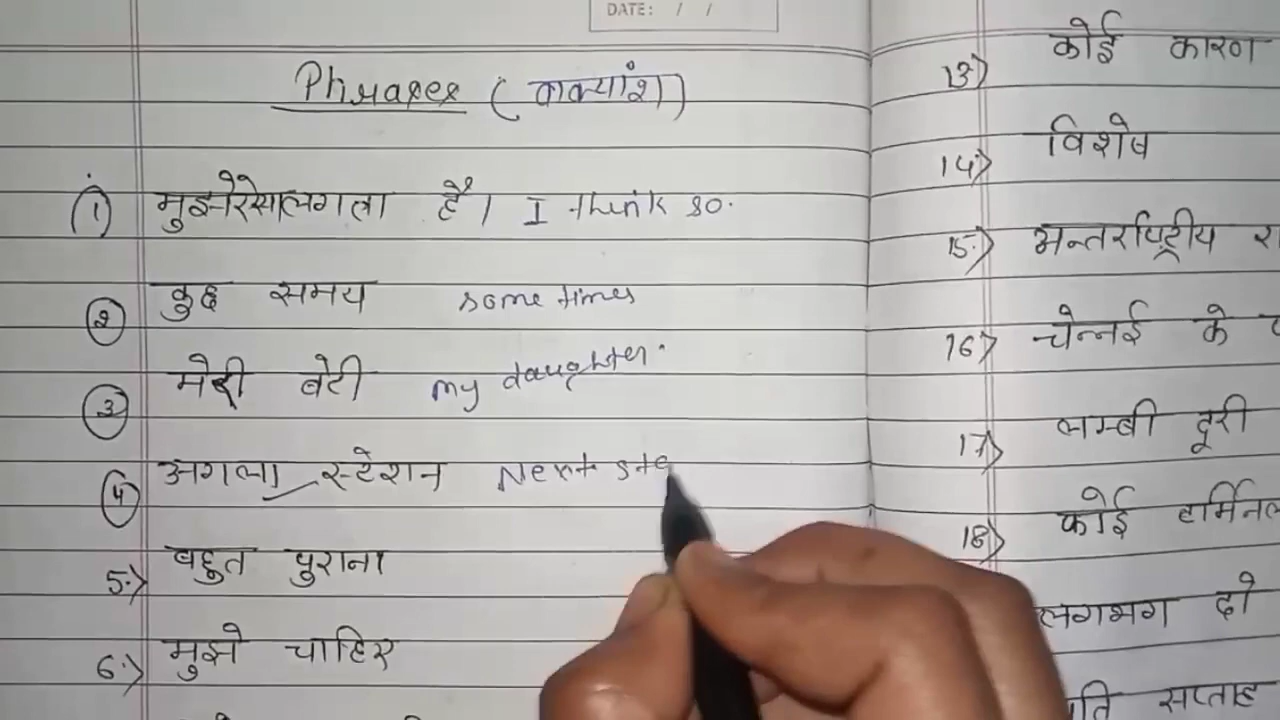 DATE: / /
Phrases (वाक्यांश)
1) मुझे ऐसा लगता है। I think so.
2 कुछ समय some times
3 मेरी बेटी my daughter.
4 अगला स्टेशन Next ste
5.) बहुत पुराना
6.) मुझे चाहिए
13) कोई कारण
14) विशेष
15.) अन्तर्राष्ट्रीय
16) चेन्नई के
17) लम्बी दूरी
18) कोई टर्मिनल
लगभग दो
प्रति सप्ताह